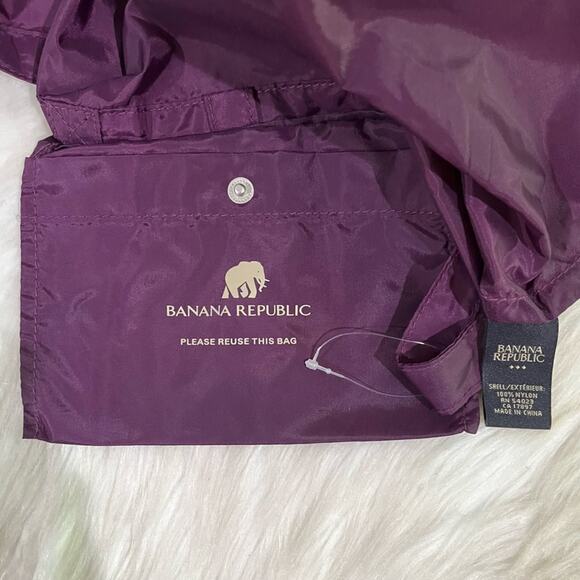 BANANA REPUBLIC
PLEASE REUSE THIS BAG
BANANA
REPUBLIC
SHELL/EXTÉRIEUR:
100% NYLON
RN 54023
CA 17897
MADE IN CHINA